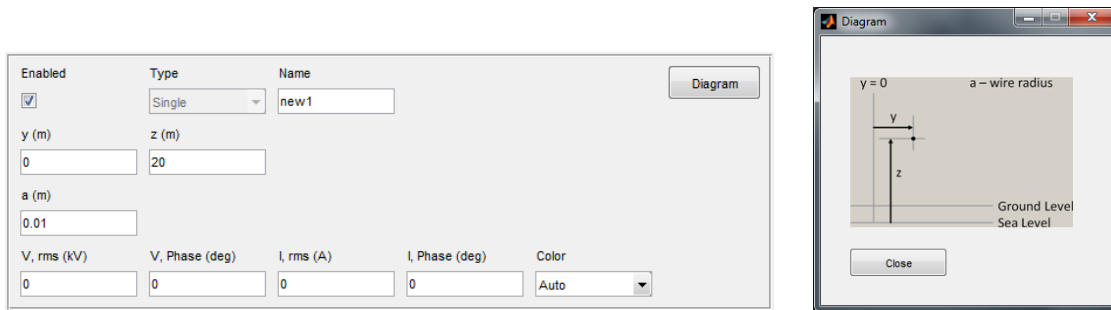 Enabled Type Name
Single new1 Diagram
y (m) z (m)
0 20
a (m)
0.01
V, rms (kV) V, Phase (deg) I, rms (A) I, Phase (deg) Color
0 0 0 0 Auto
Diagram
y = 0 a – wire radius
y
z
Ground Level
Sea Level
Close